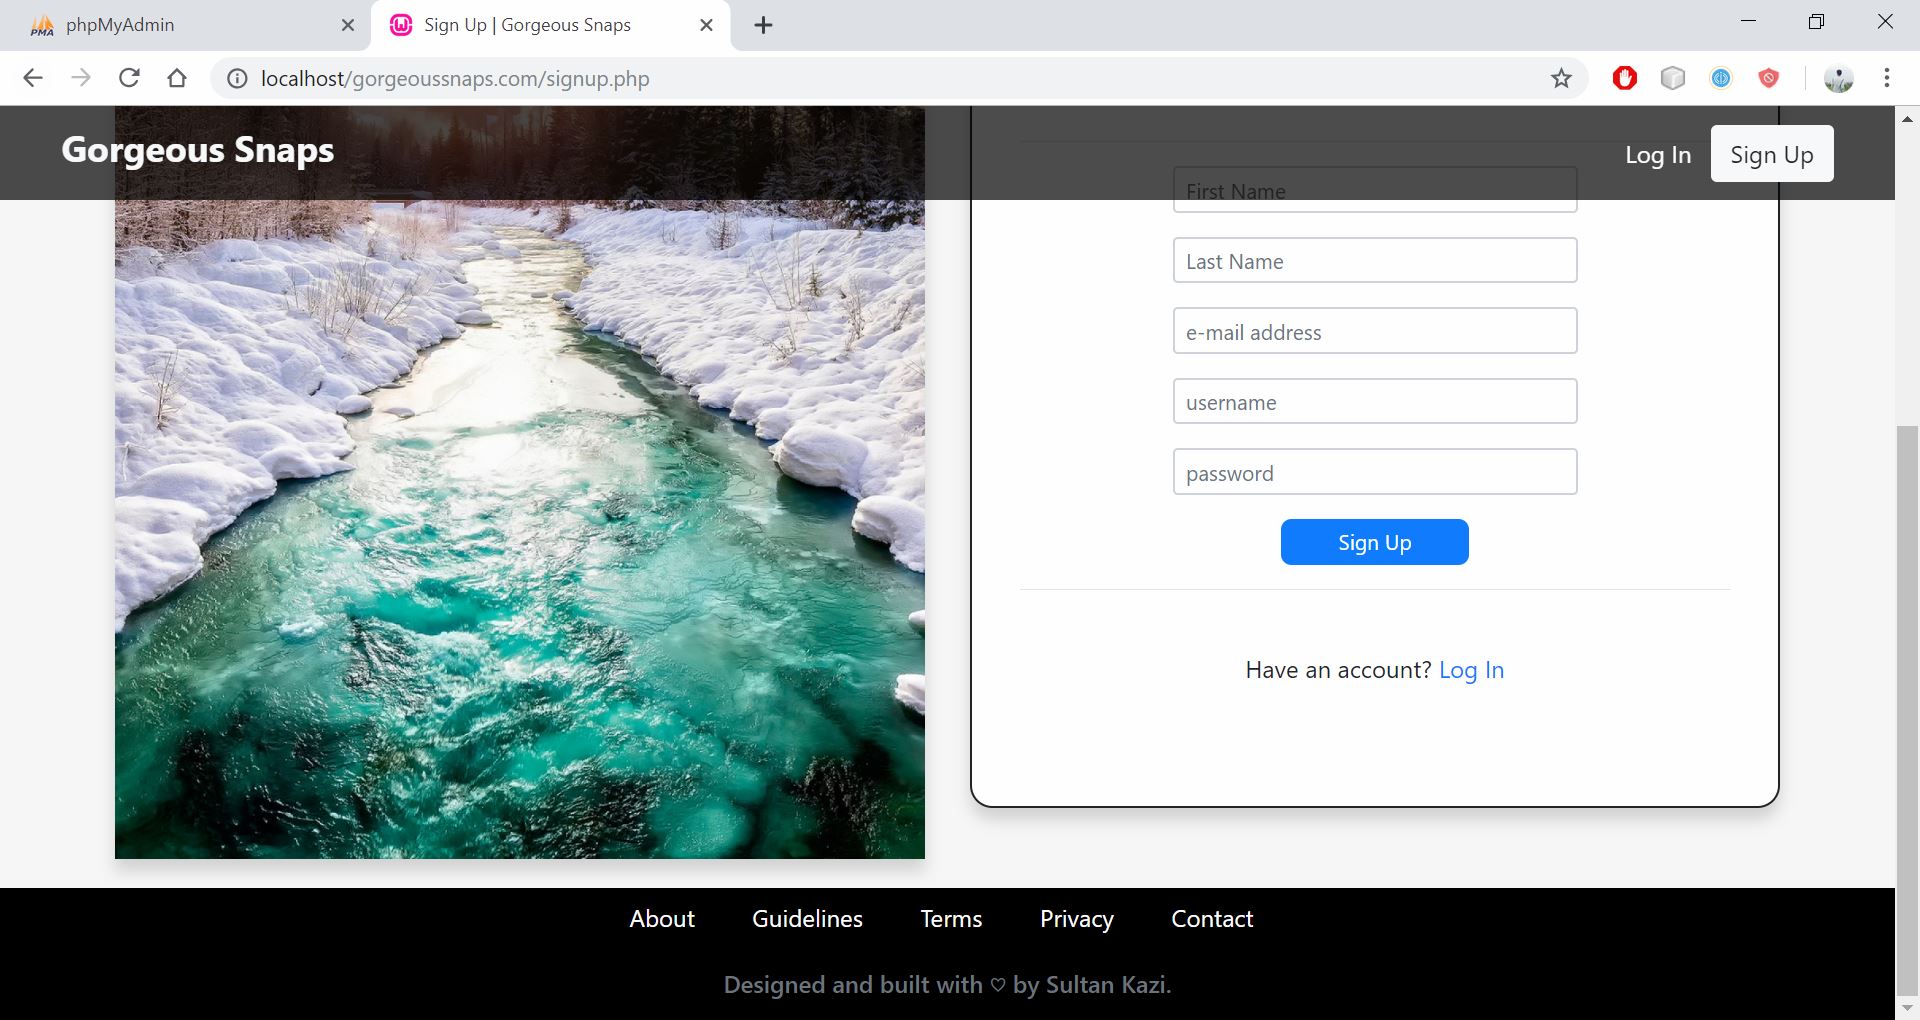 phpMyAdmin
Sign Up | Gorgeous Snaps
localhost/gorgeoussnaps.com/signup.php
Gorgeous Snaps
Log In
Sign Up
First Name
Last Name
e-mail address
username
password
Sign Up
Have an account? Log In
About Guidelines Terms Privacy Contact
Designed and built with ♡ by Sultan Kazi.